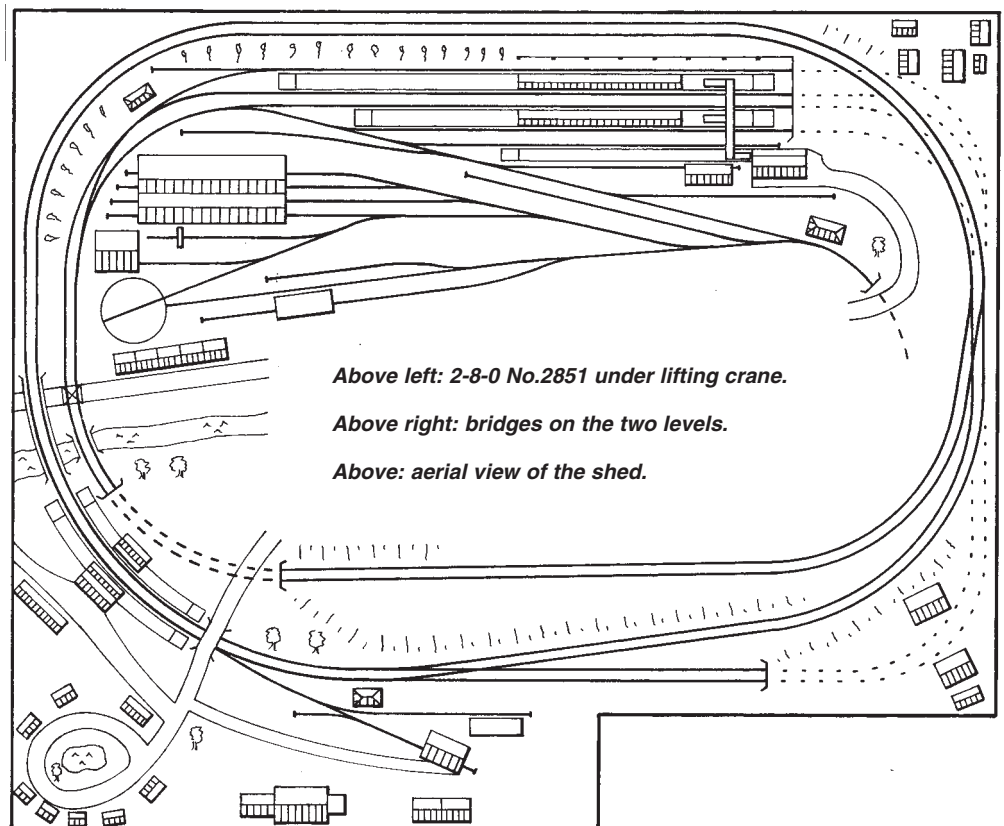 Above left: 2-8-0 No.2851 under lifting crane.
Above right: bridges on the two levels.
Above: aerial view of the shed.